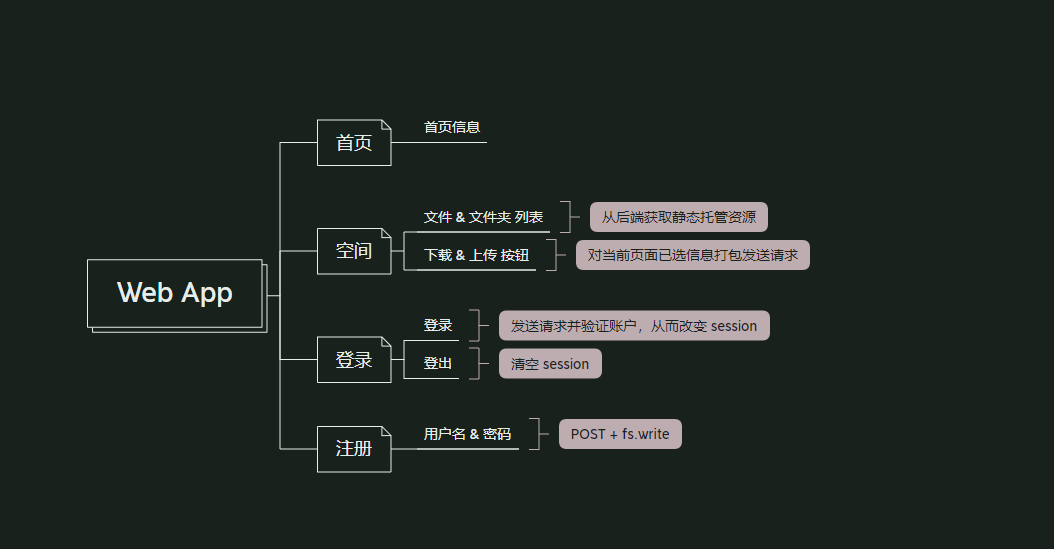 首页
首页信息
文件 & 文件夹 列表
从后端获取静态托管资源
空间
下载 & 上传 按钮
对当前页面已选信息打包发送请求
Web App
登录
发送请求并验证账户，从而改变 session
登录
登出
清空 session
注册
用户名 & 密码
POST + fs.write